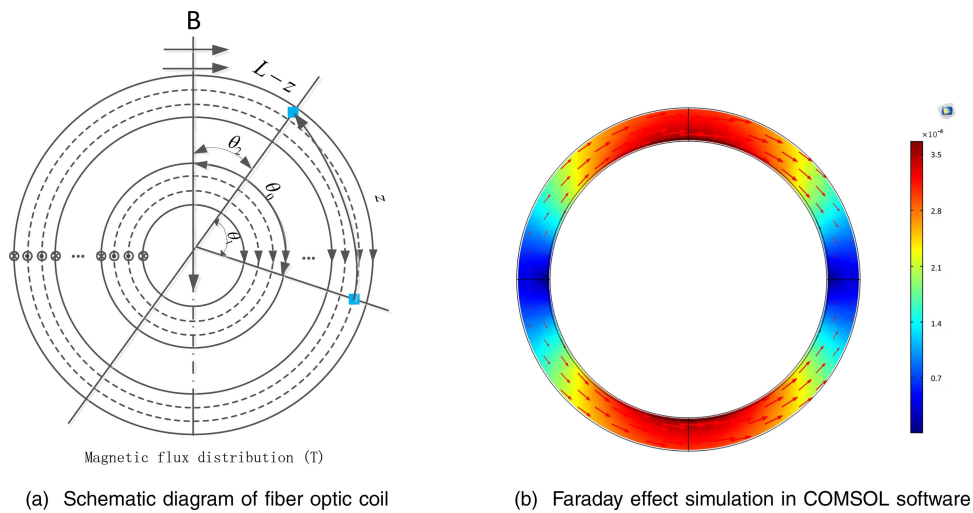 B
L-z
θ₂
θ₀
θ₁
z
...
...
Magnetic flux distribution (T)
×10⁻⁴
3.5
2.8
2.1
1.4
0.7
(a) Schematic diagram of fiber optic coil
(b) Faraday effect simulation in COMSOL software